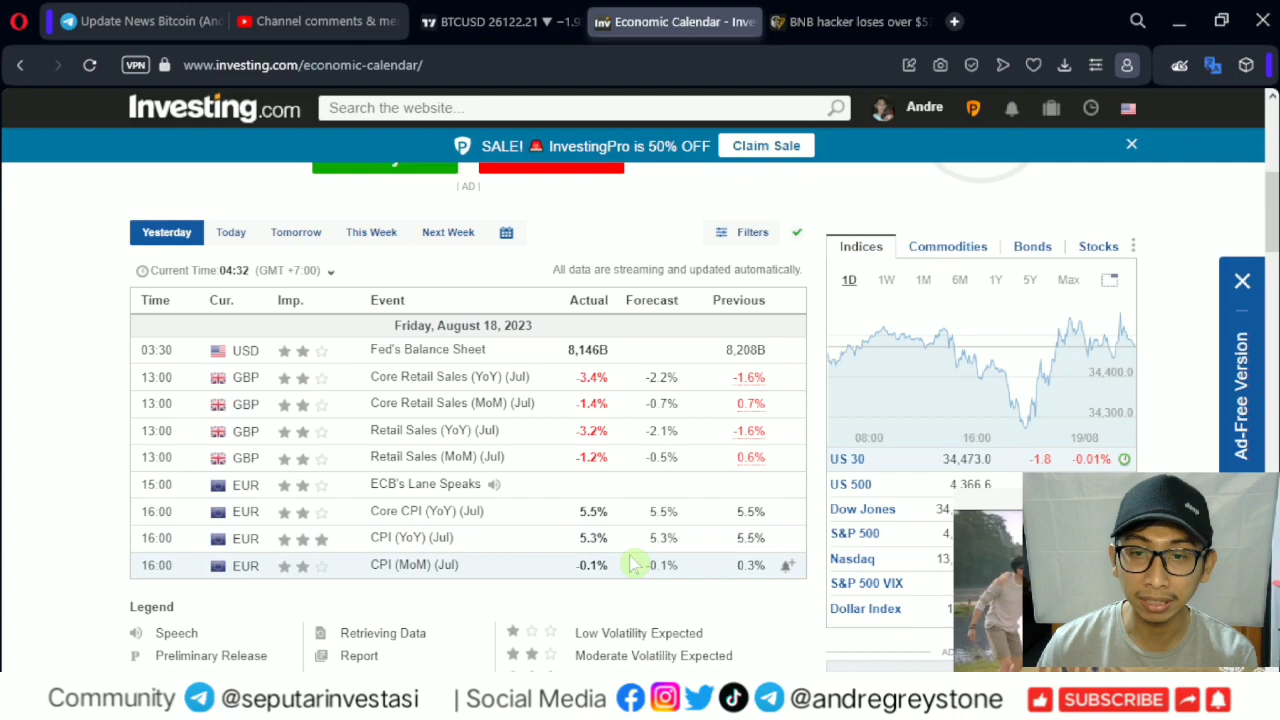 Update News Bitcoin (And
Channel comments & me
BTCUSD 26122.21 ▼ −1.9
Economic Calendar - Inve
BNB hacker loses over $5
VPN
www.investing.com/economic-calendar/
Investing.com
Search the website...
Andre
SALE! 🚨 InvestingPro is 50% OFF
Claim Sale
| AD |
Yesterday Today Tomorrow This Week Next Week
Filters
Current Time: 04:32 (GMT +7:00)
All data are streaming and updated automatically.
Time Cur. Imp. Event Actual Forecast Previous
Friday, August 18, 2023
03:30 USD Fed's Balance Sheet 8,146B 8,208B
13:00 GBP Core Retail Sales (YoY) (Jul) -3.4% -2.2% -1.6%
13:00 GBP Core Retail Sales (MoM) (Jul) -1.4% -0.7% 0.7%
13:00 GBP Retail Sales (YoY) (Jul) -3.2% -2.1% -1.6%
13:00 GBP Retail Sales (MoM) (Jul) -1.2% -0.5% 0.6%
15:00 EUR ECB's Lane Speaks
16:00 EUR Core CPI (YoY) (Jul) 5.5% 5.5% 5.5%
16:00 EUR CPI (YoY) (Jul) 5.3% 5.3% 5.5%
16:00 EUR CPI (MoM) (Jul) -0.1% -0.1% 0.3%
Legend
Speech
Retrieving Data
Low Volatility Expected
P Preliminary Release
Report
Moderate Volatility Expected
Indices Commodities Bonds Stocks
1D 1W 1M 6M 1Y 5Y Max
34,400.0
34,300.0
08:00 16:00 19/08
US 30 34,473.0 -1.8 -0.01%
US 500 4,366.6
Dow Jones 34,
S&P 500 4,
Nasdaq 13,
S&P 500 VIX
Dollar Index 1
Ad-Free Version
Community @seputarinvestasi | Social Media @andregreystone SUBSCRIBE